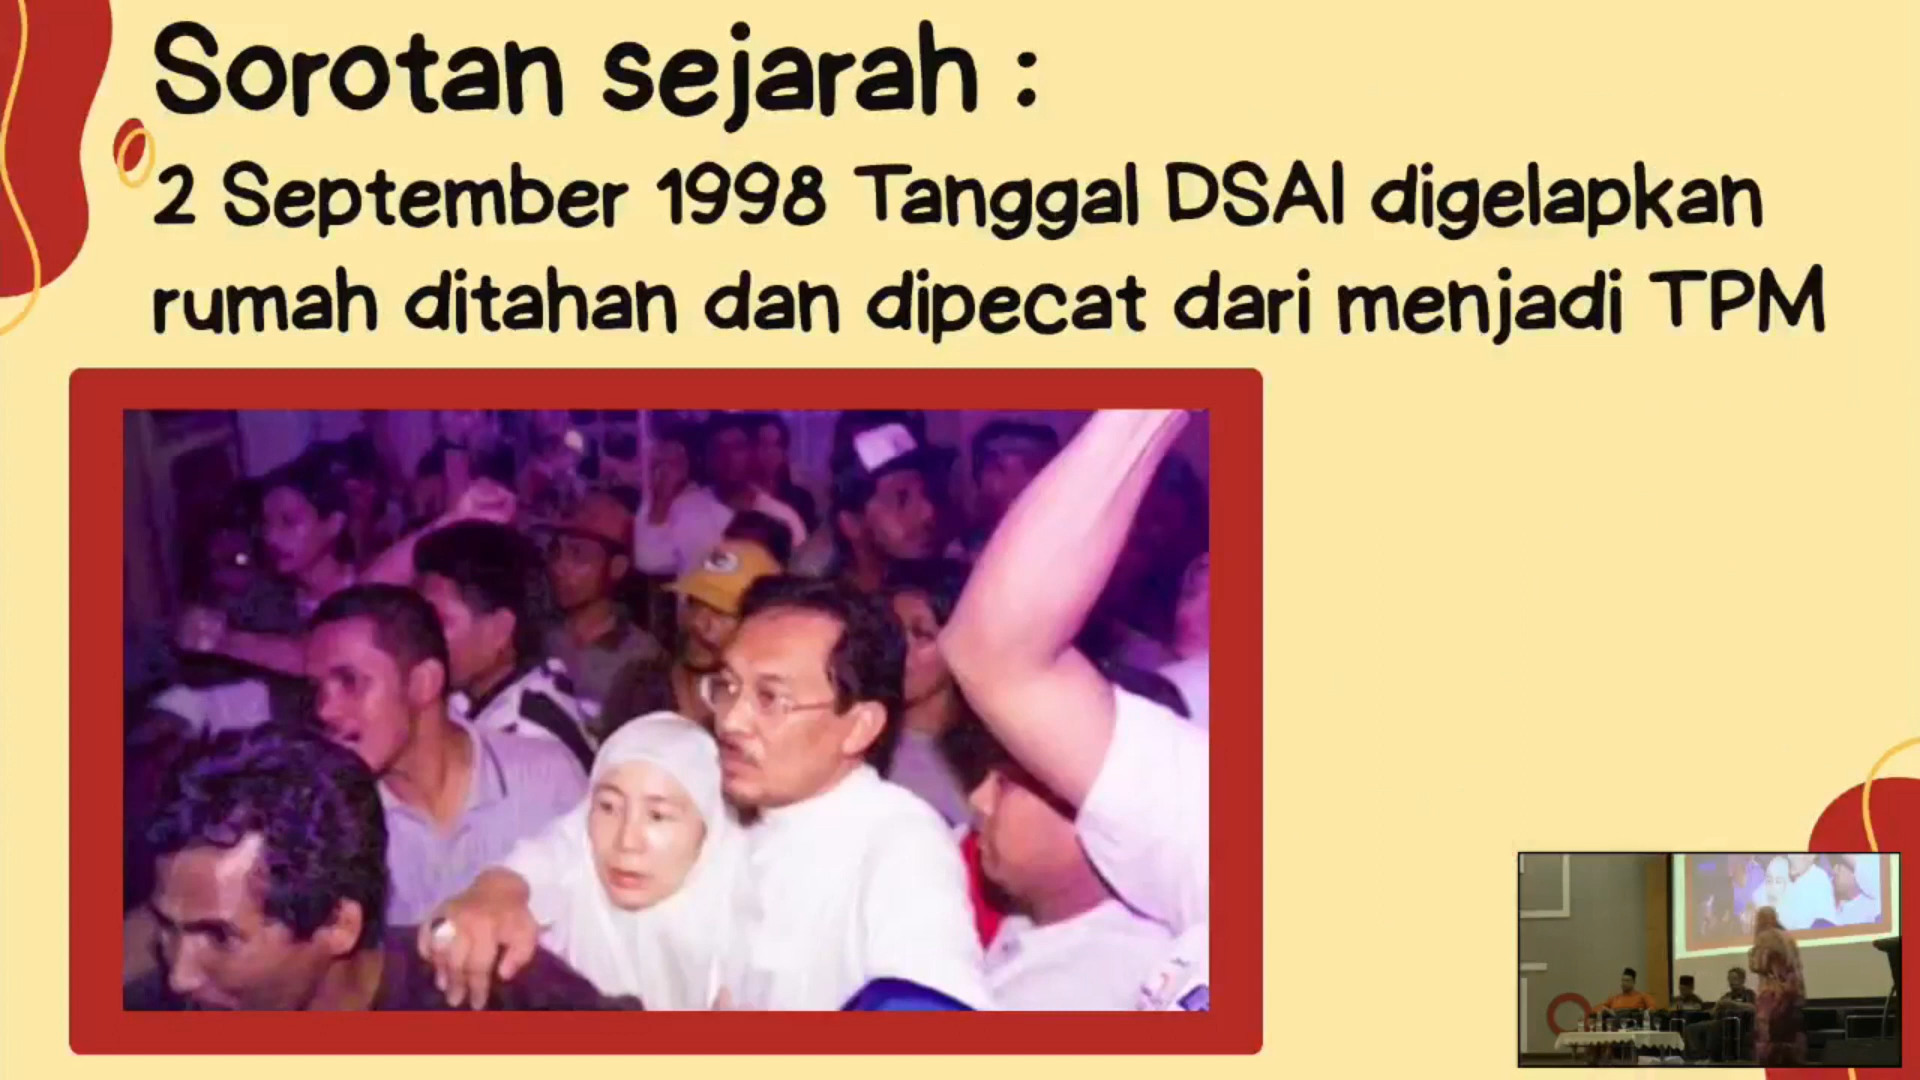 Sorotan sejarah :
2 September 1998 Tanggal DSAI digelapkan
rumah ditahan dan dipecat dari menjadi TPM